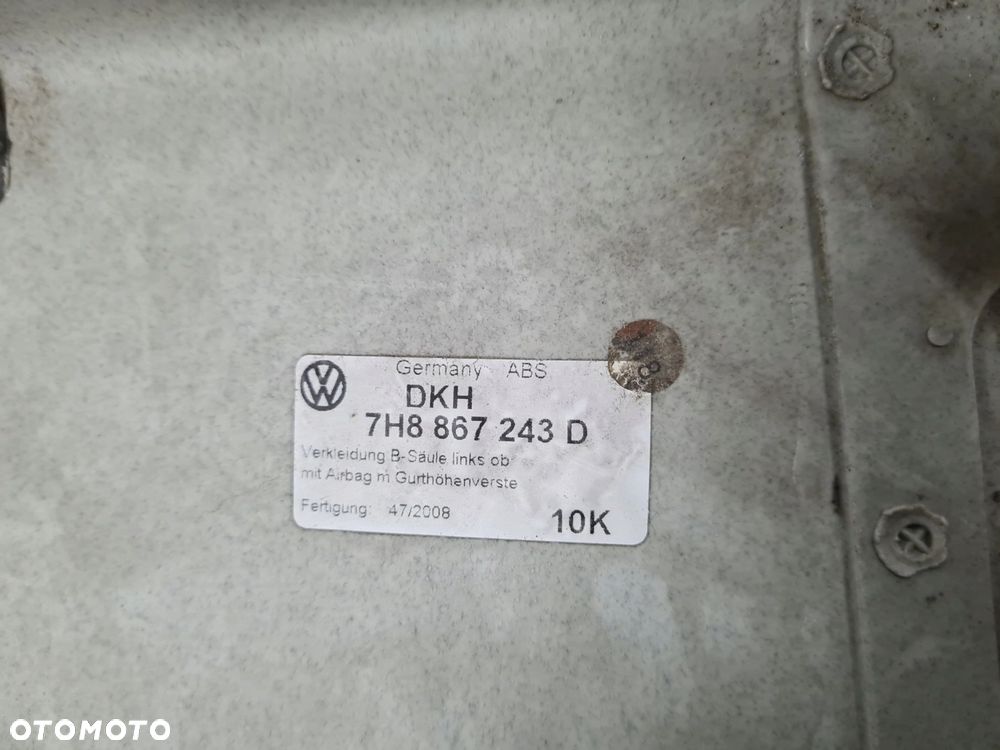 Germany ABS
DKH
7H8 867 243 D
Verkleidung B-Säule links ob
mit Airbag m Gurthöhenverste
Fertigung: 47/2008
10K
OTOMOTO